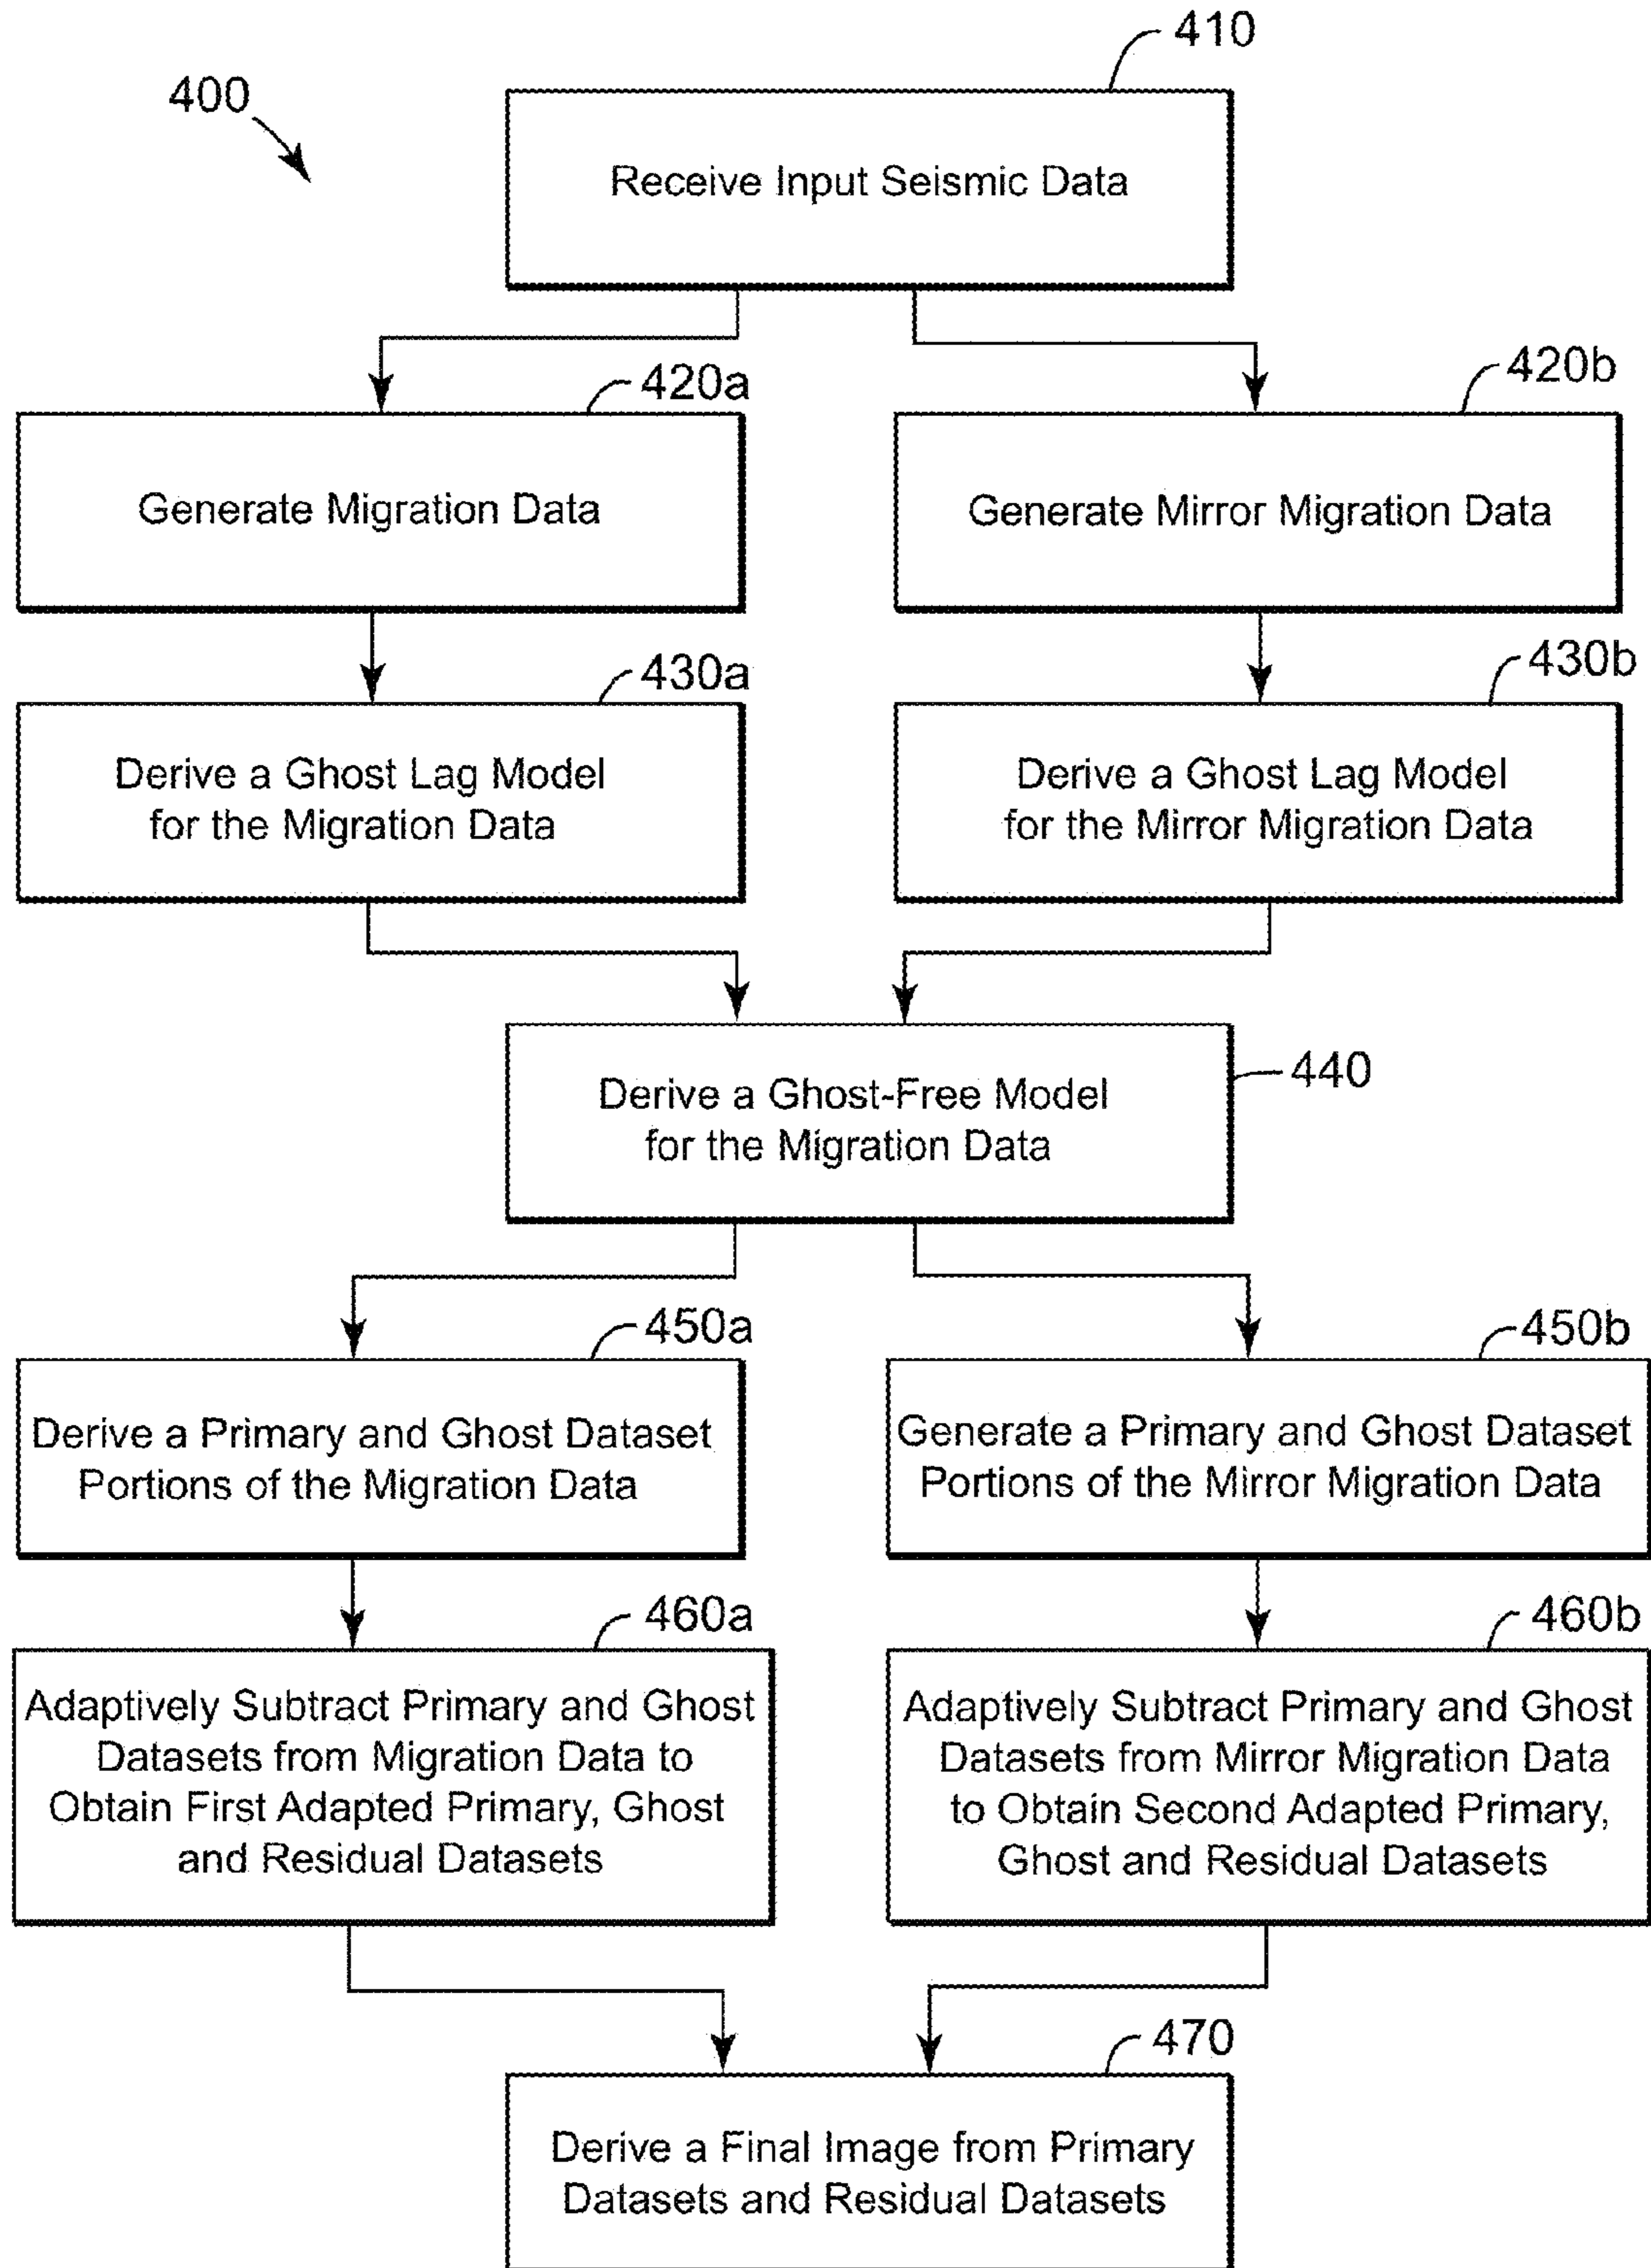 410
400
Receive Input Seismic Data
420a
420b
Generate Migration Data
Generate Mirror Migration Data
430a
430b
Derive a Ghost Lag Model
for the Migration Data
Derive a Ghost Lag Model
for the Mirror Migration Data
440
Derive a Ghost-Free Model
for the Migration Data
450a
450b
Derive a Primary and Ghost Dataset
Portions of the Migration Data
Generate a Primary and Ghost Dataset
Portions of the Mirror Migration Data
460a
460b
Adaptively Subtract Primary and Ghost
Datasets from Migration Data to
Obtain First Adapted Primary, Ghost
and Residual Datasets
Adaptively Subtract Primary and Ghost
Datasets from Mirror Migration Data
to Obtain Second Adapted Primary,
Ghost and Residual Datasets
470
Derive a Final Image from Primary
Datasets and Residual Datasets